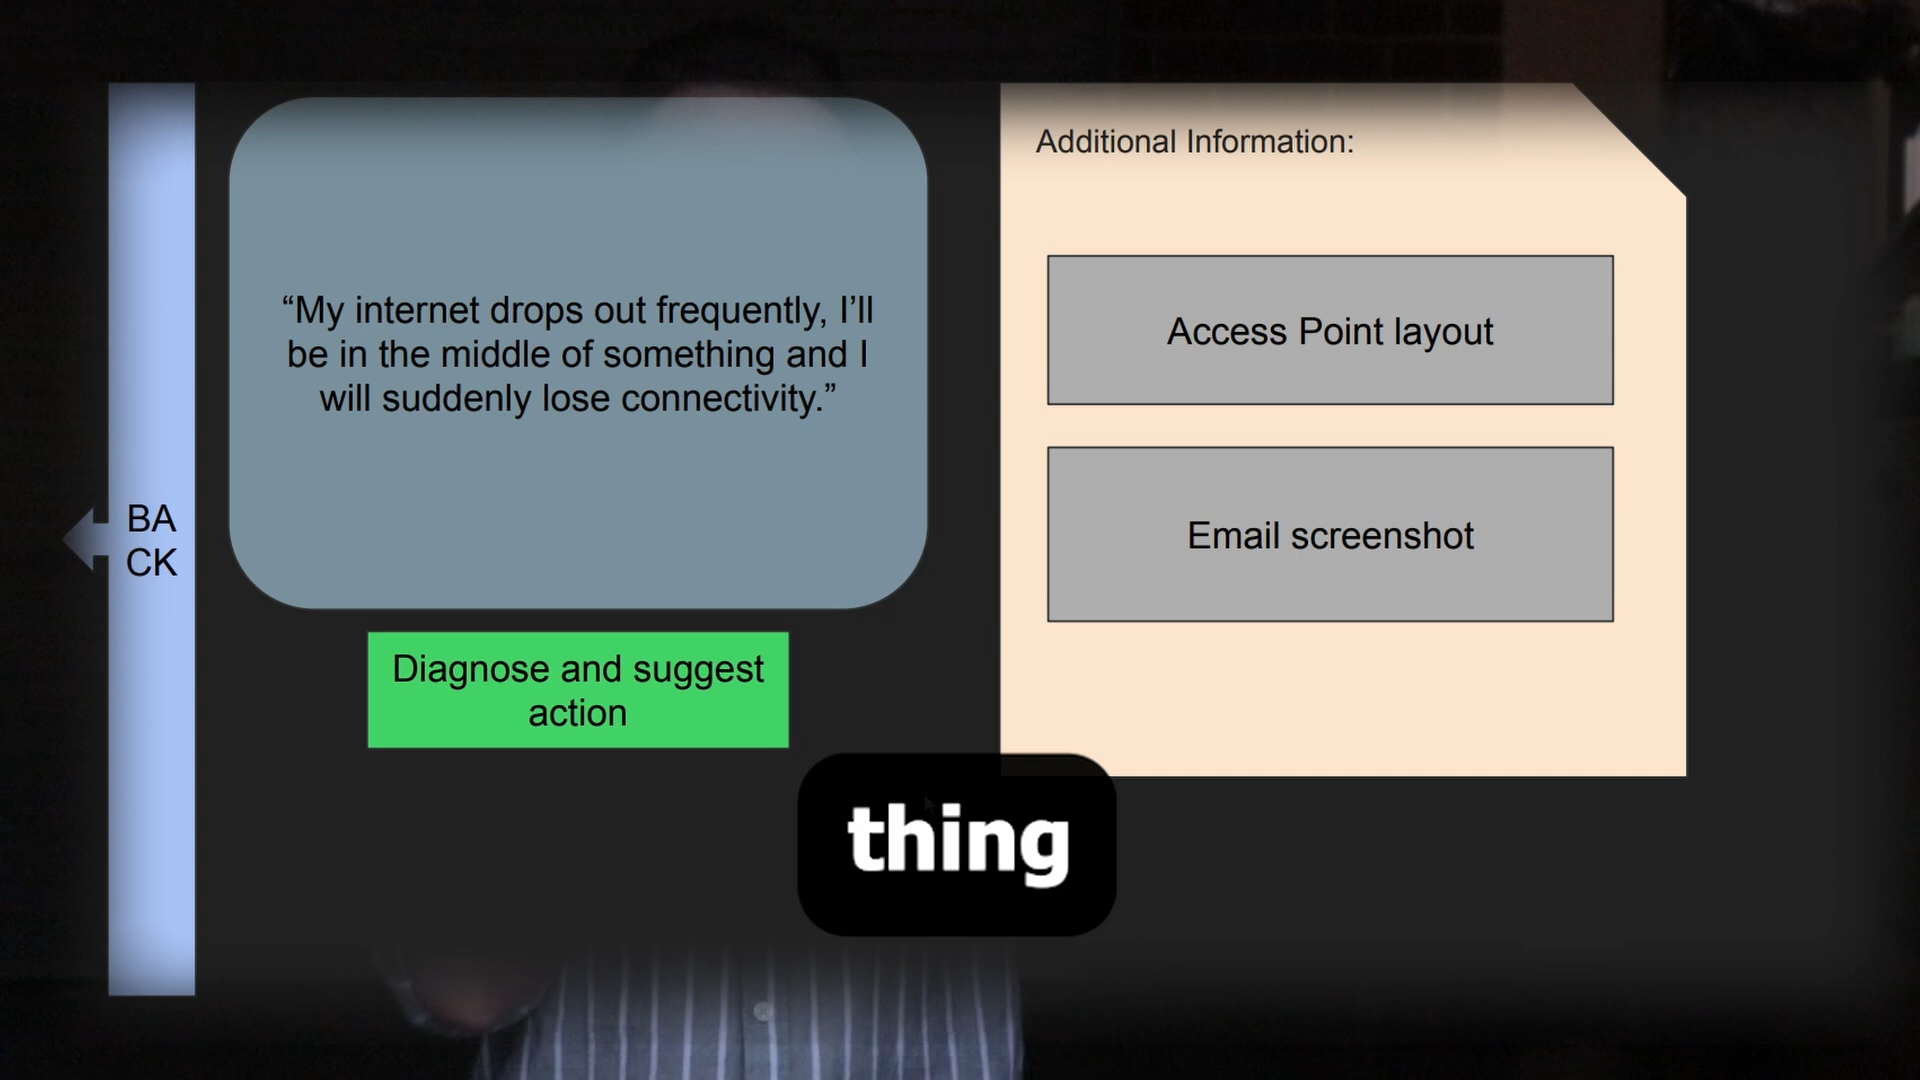 BA
CK
“My internet drops out frequently, I’ll
be in the middle of something and I
will suddenly lose connectivity.”
Diagnose and suggest
action
Additional Information:
Access Point layout
Email screenshot
thing